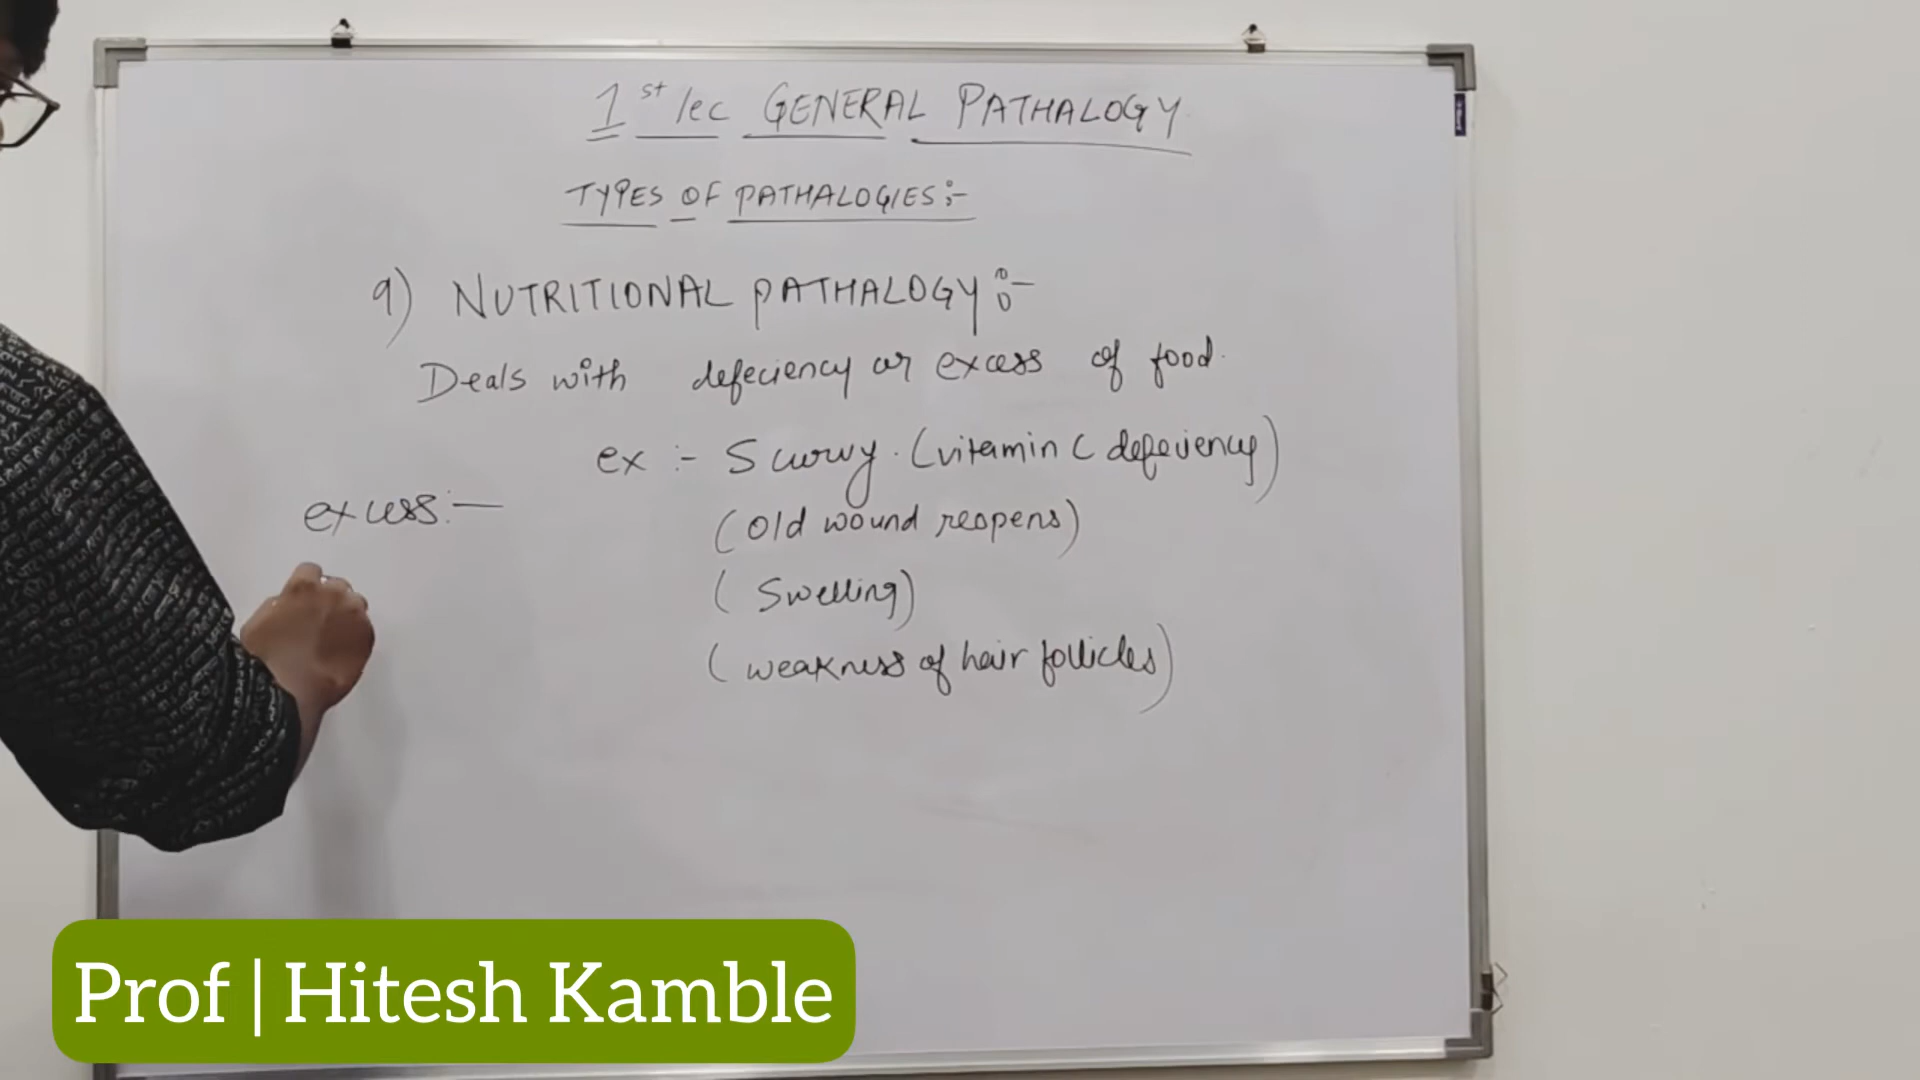 1st lec GENERAL PATHALOGY
TYPES OF PATHALOGIES:-
9) NUTRITIONAL PATHALOGY:-
Deals with defeciency or excess of food.
ex :- Scurvy. (vitamin C defeciency)
excess:-
(old wound reopens)
(Swelling)
(weakness of hair follicles)
Prof | Hitesh Kamble